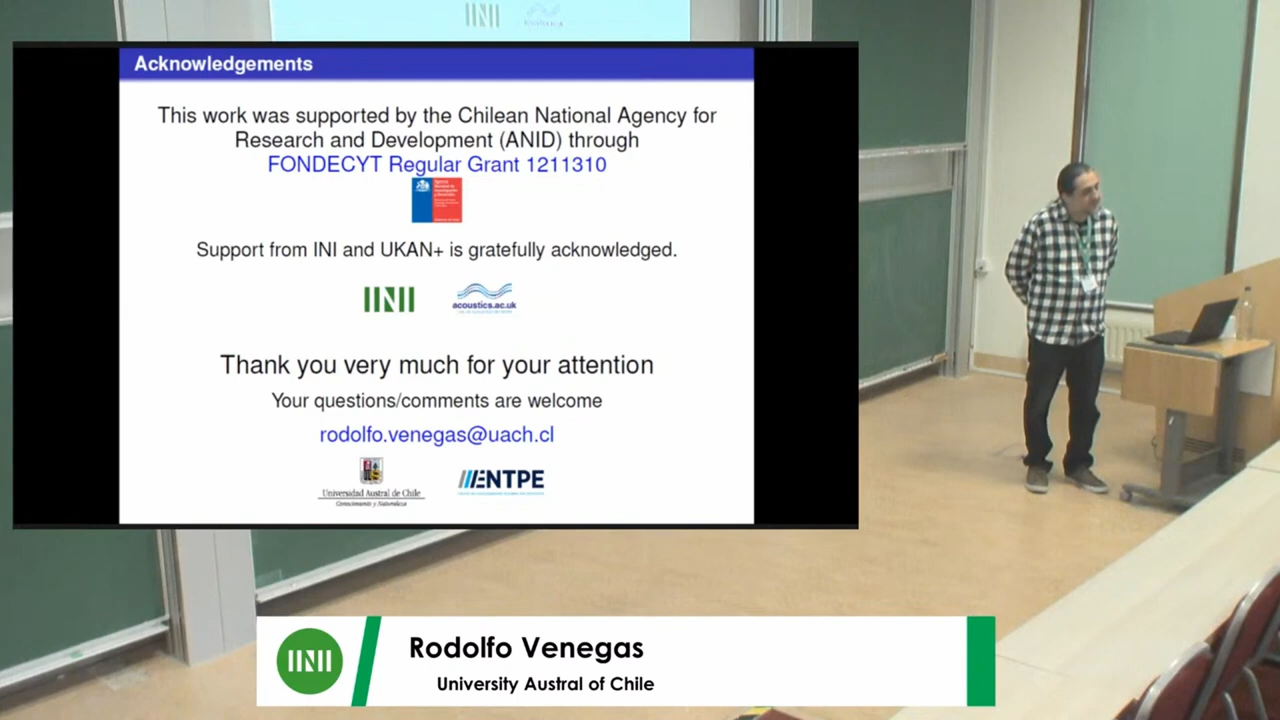 INI
Acknowledgements
This work was supported by the Chilean National Agency for
Research and Development (ANID) through
FONDECYT Regular Grant 1211310
Support from INI and UKAN+ is gratefully acknowledged.
INI
acoustics.ac.uk
Thank you very much for your attention
Your questions/comments are welcome
rodolfo.venegas@uach.cl
Universidad Austral de Chile
Conocimiento y Naturaleza
ENTPE
INI
Rodolfo Venegas
University Austral of Chile